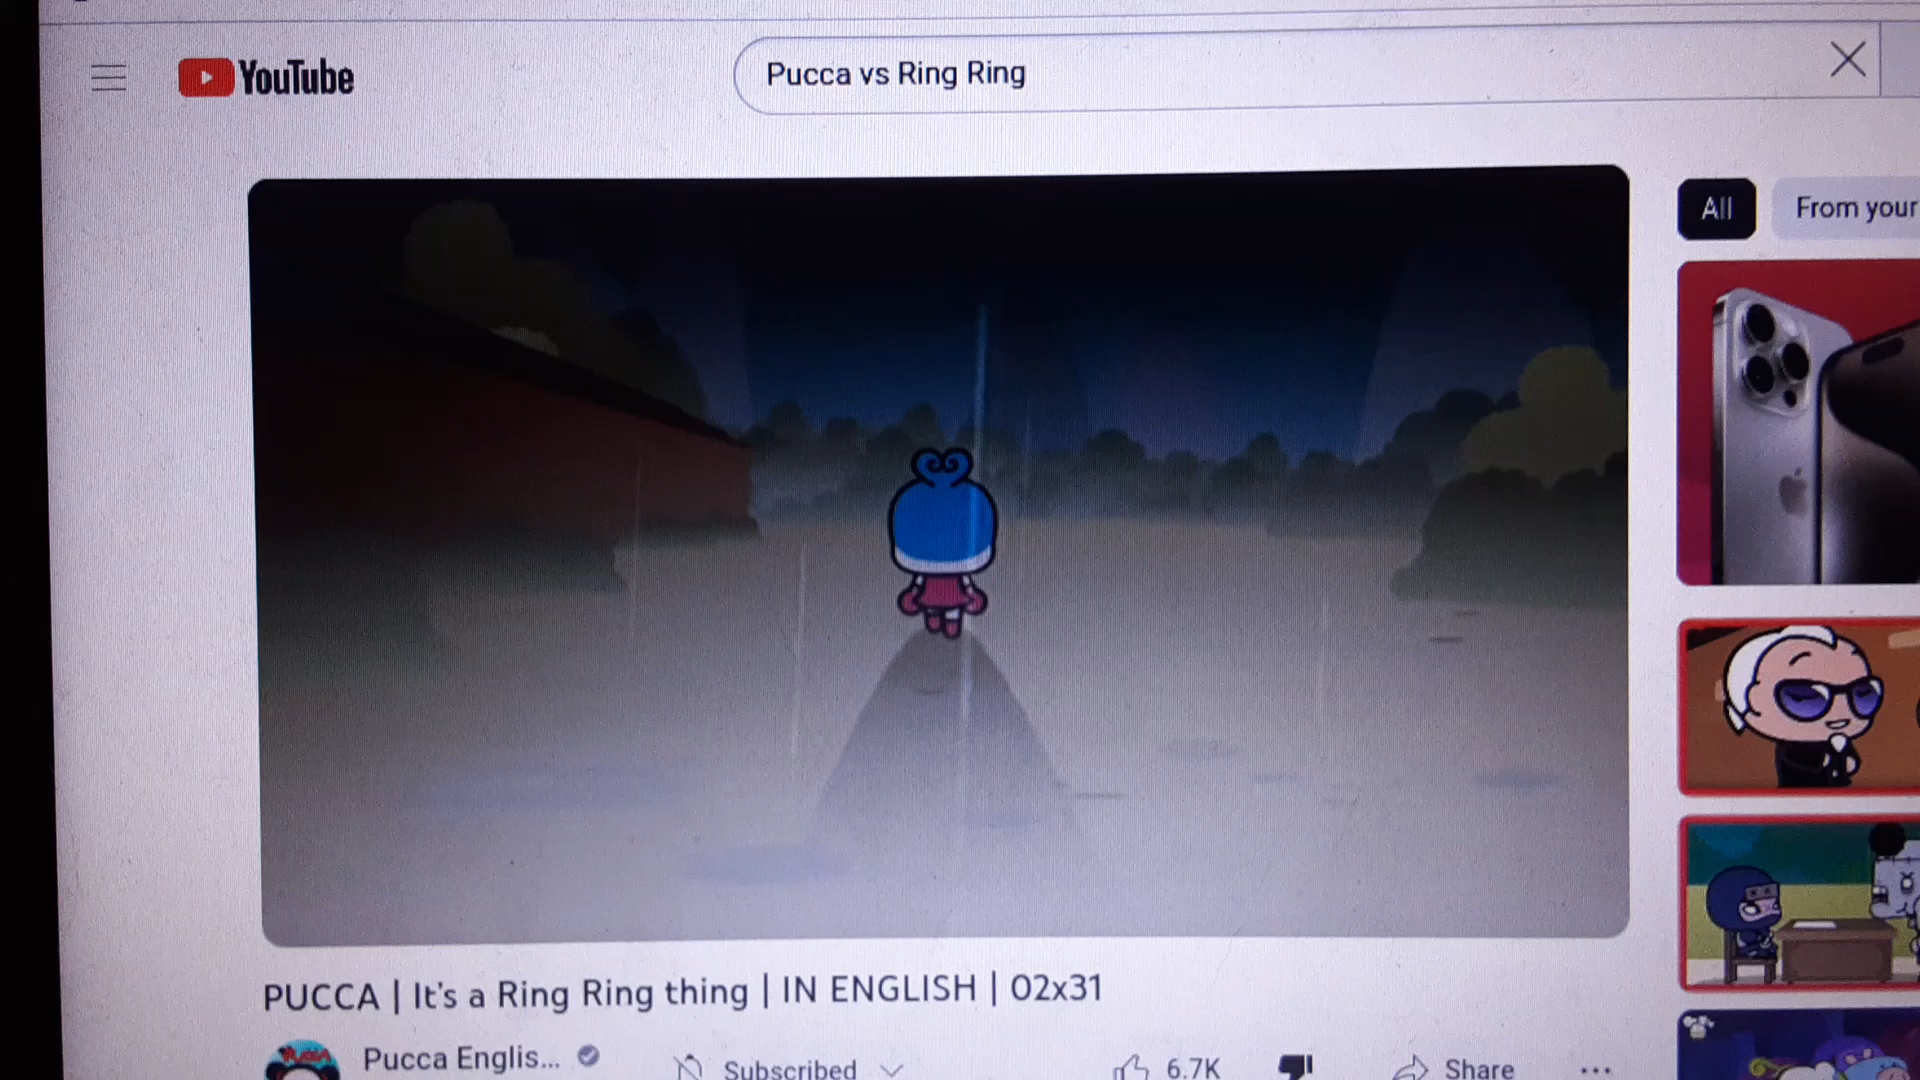 YouTube
Pucca vs Ring Ring
All
From your
PUCCA | It's a Ring Ring thing | IN ENGLISH | 02x31
Pucca Englis...
Subscribed
6.7K
Share